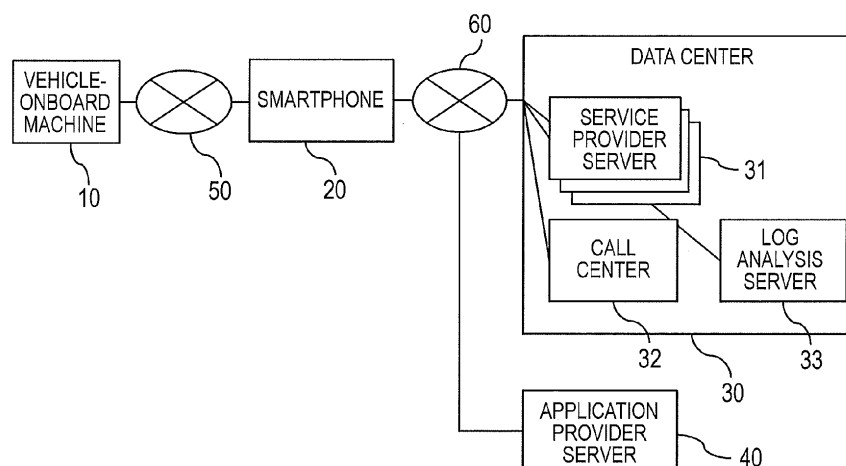 60
DATA CENTER
VEHICLE-
ONBOARD
MACHINE
SMARTPHONE
SERVICE
PROVIDER
SERVER
10
50
20
31
CALL
CENTER
LOG
ANALYSIS
SERVER
32
30
33
APPLICATION
PROVIDER
SERVER
40